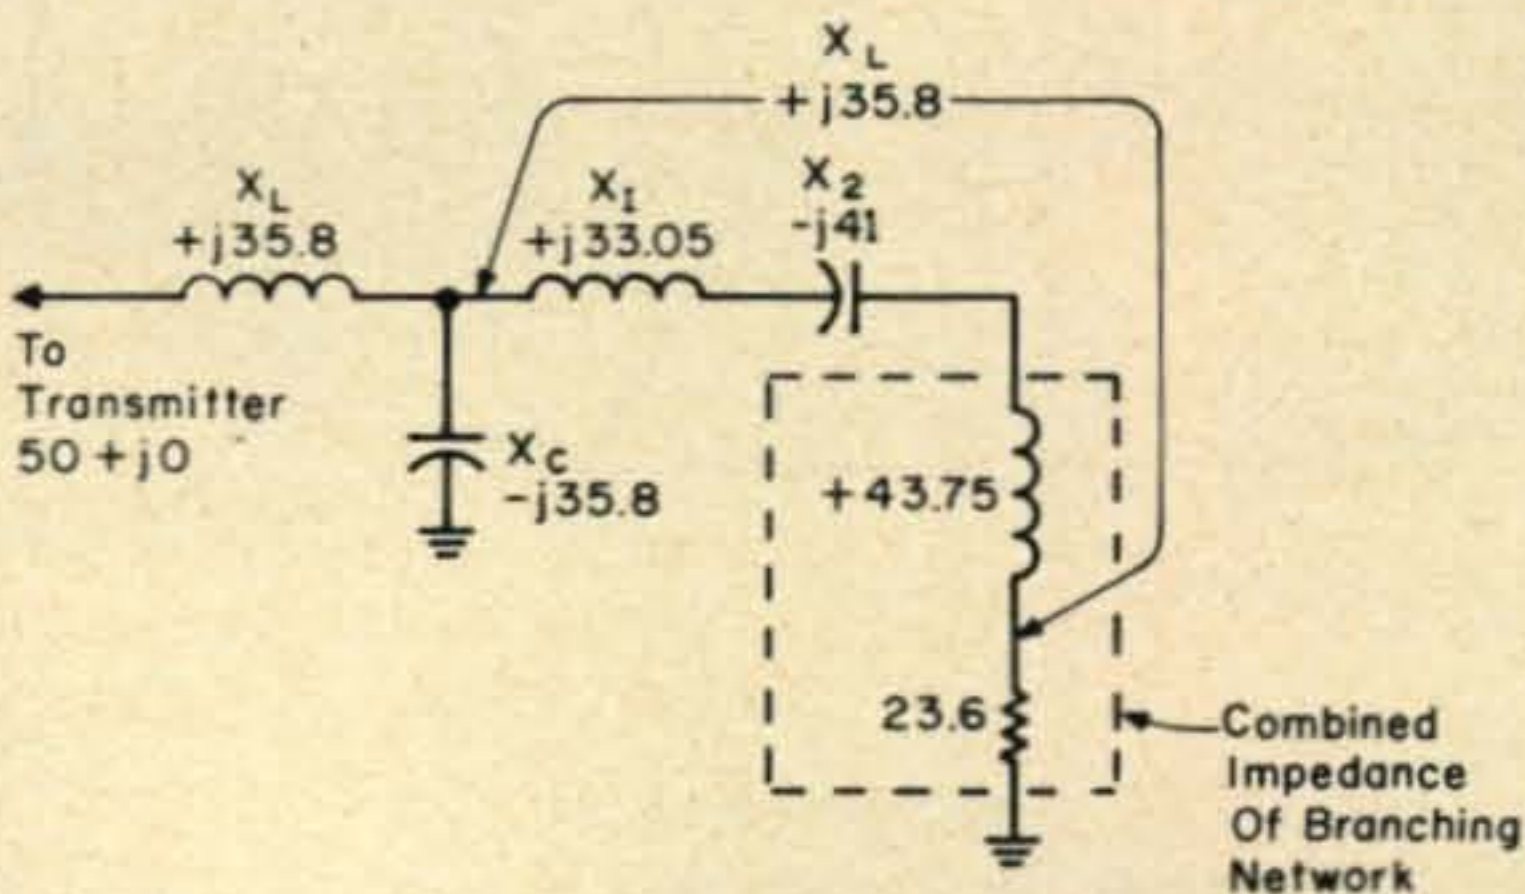 X_L
+j35.8
X_L
+j35.8
X_1
+j33.05
X_2
-j41
To
Transmitter
50+j0
X_C
-j35.8
+43.75
23.6
Combined
Impedance
Of Branching
Network